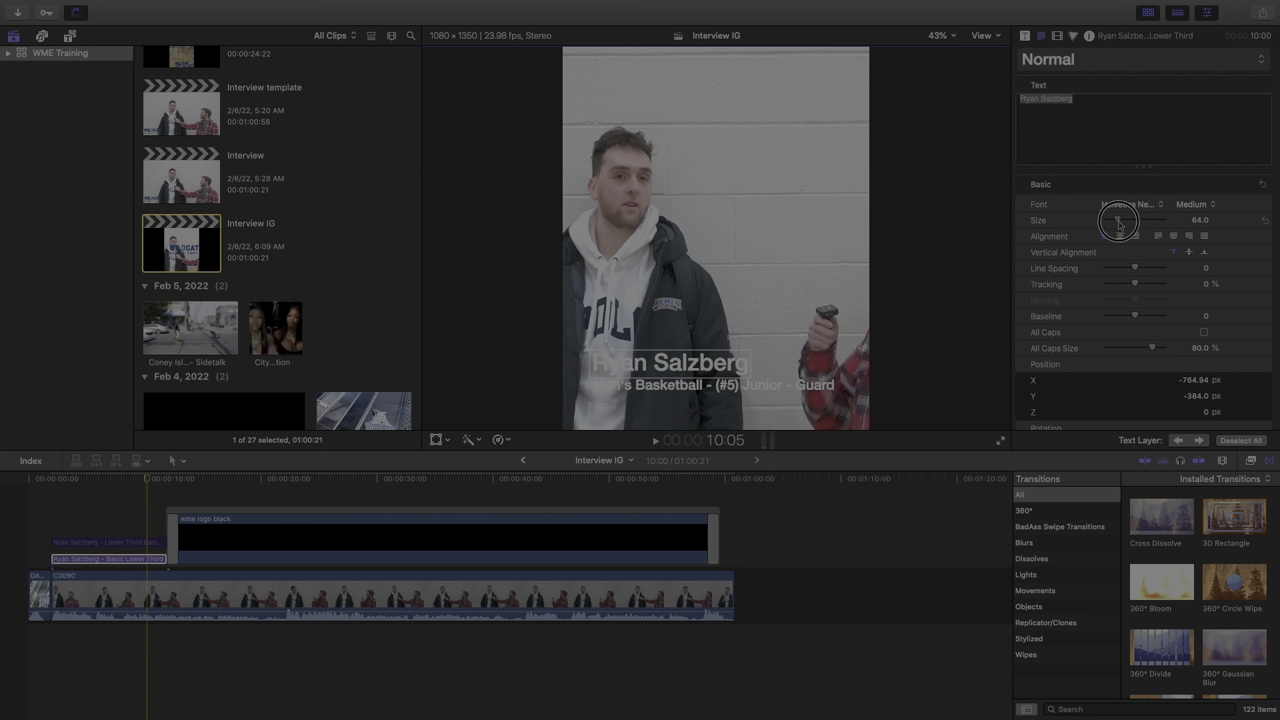 All Clips
1080 × 1350 | 23.98 fps, Stereo
Interview IG
43%
View
Ryan Salzbe...Lower Third
00:00:10:00
WME Training
00:00:24:22
Interview template
2/6/22, 5:20 AM
00:01:00:58
Interview
2/6/22, 5:28 AM
00:01:00:21
Interview IG
2/6/22, 6:09 AM
00:01:00:21
Feb 5, 2022 (2)
Coney Isl...- Sidetalk
City...tion
Feb 4, 2022 (2)
1 of 27 selected, 01:00:21
Ryan Salzberg
Men's Basketball - (#5) Junior - Guard
00:00:10:05
Normal
Text
Ryan Salzberg
Basic
Font
Helvetica Ne...
Medium
Size
64.0
Alignment
Vertical Alignment
Line Spacing
0
Tracking
0 %
Kerning
Baseline
0
All Caps
All Caps Size
80.0 %
Position
X
-764.94 px
Y
-384.0 px
Z
0 px
Rotation
Text Layer:
Deselect All
Index
Interview IG
10:00 / 01:00:21
00:00:00:00
00:00:10:00
00:00:20:00
00:00:30:00
00:00:40:00
00:00:50:00
00:01:00:00
00:01:10:00
00:01:20:00
wme logo black
Ryan Salzberg - Lower Third Bas...
Ryan Salzberg - Basic Lower Third
DA...
C0090
Transitions
Installed Transitions
All
360°
BadAss Swipe Transitions
Blurs
Dissolves
Lights
Movements
Objects
Replicator/Clones
Stylized
Wipes
Cross Dissolve
3D Rectangle
360° Bloom
360° Circle Wipe
360° Divide
360° Gaussian
Blur
Search
122 items